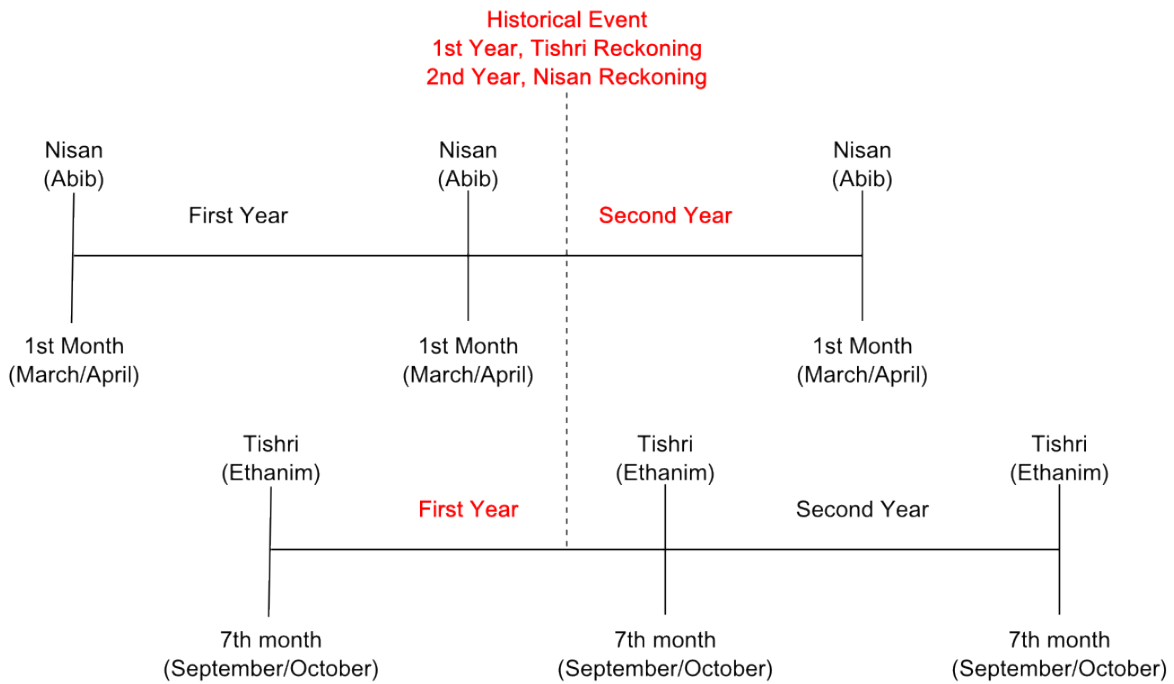 Historical Event
1st Year, Tishri Reckoning
2nd Year, Nisan Reckoning
Nisan
(Abib)
Nisan
(Abib)
Nisan
(Abib)
First Year
Second Year
1st Month
(March/April)
1st Month
(March/April)
1st Month
(March/April)
Tishri
(Ethanim)
Tishri
(Ethanim)
Tishri
(Ethanim)
First Year
Second Year
7th month
(September/October)
7th month
(September/October)
7th month
(September/October)